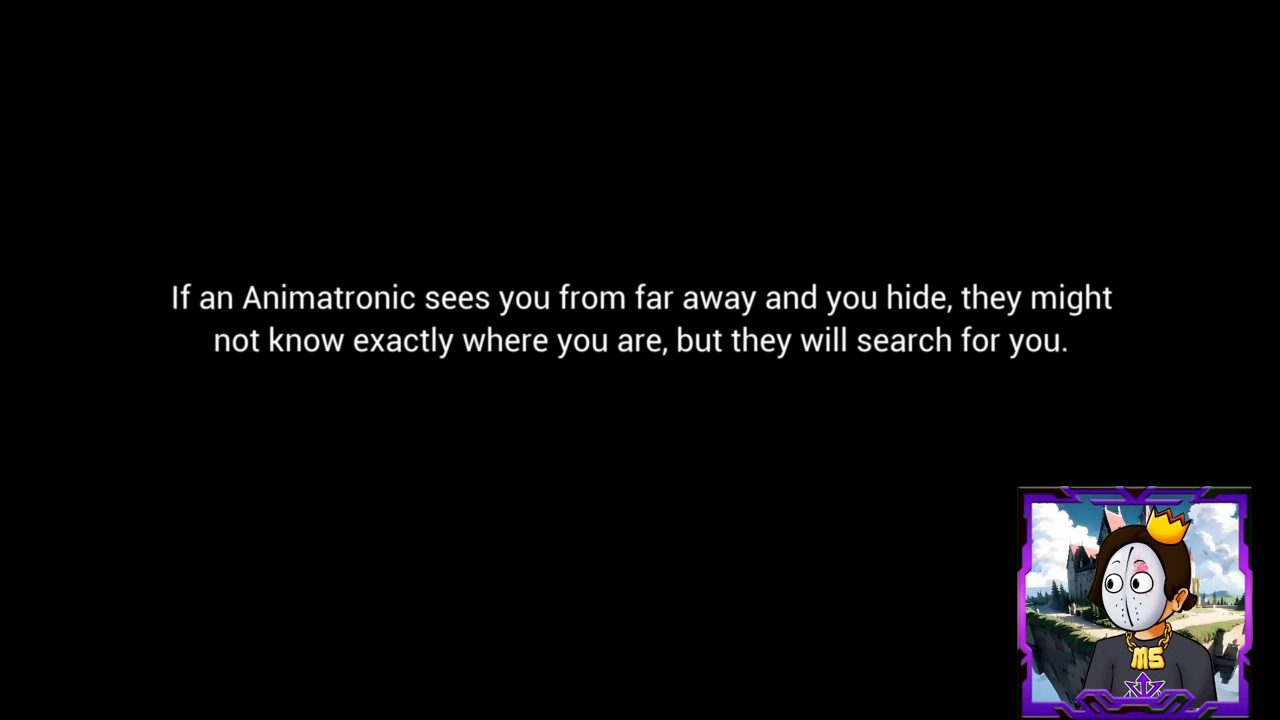 If an Animatronic sees you from far away and you hide, they might
not know exactly where you are, but they will search for you.
MS